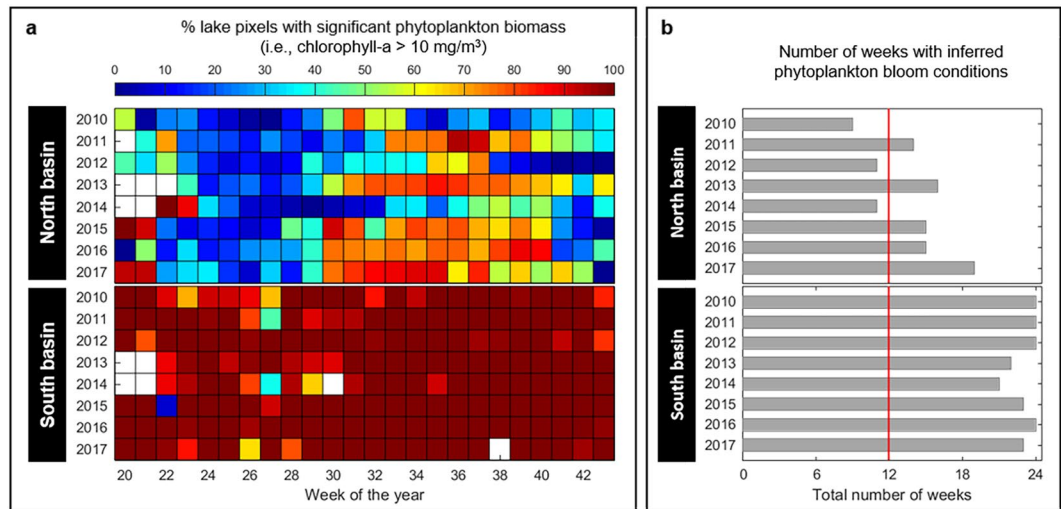 a
% lake pixels with significant phytoplankton biomass
(i.e., chlorophyll-a > 10 mg/m³)
0 10 20 30 40 50 60 70 80 90 100
North basin
2010
2011
2012
2013
2014
2015
2016
2017
South basin
2010
2011
2012
2013
2014
2015
2016
2017
20 22 24 26 28 30 32 34 36 38 40 42
Week of the year
b
Number of weeks with inferred
phytoplankton bloom conditions
North basin
2010
2011
2012
2013
2014
2015
2016
2017
South basin
2010
2011
2012
2013
2014
2015
2016
2017
0 6 12 18 24
Total number of weeks